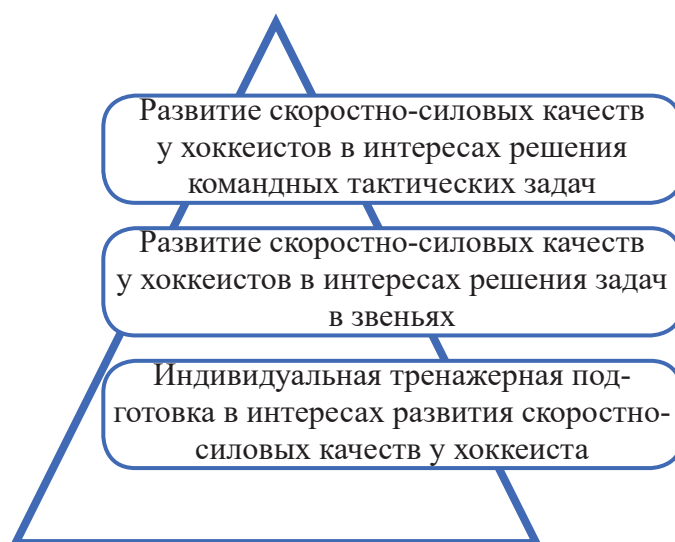 Развитие скоростно-силовых качеств
у хоккеистов в интересах решения
командных тактических задач
Развитие скоростно-силовых качеств
у хоккеистов в интересах решения задач
в звеньях
Индивидуальная тренажерная под-
готовка в интересах развития скоростно-
силовых качеств у хоккеиста